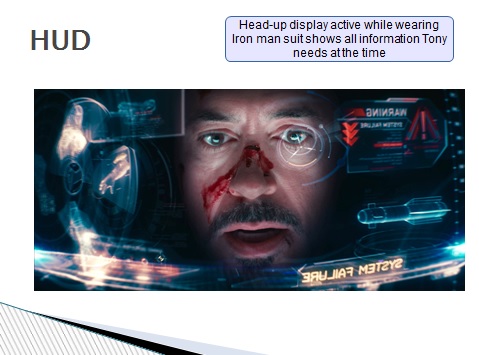 HUD
Head-up display active while wearing
Iron man suit shows all information Tony
needs at the time
WARNING
SYSTEM FAILURE
SYSTEM FAILURE